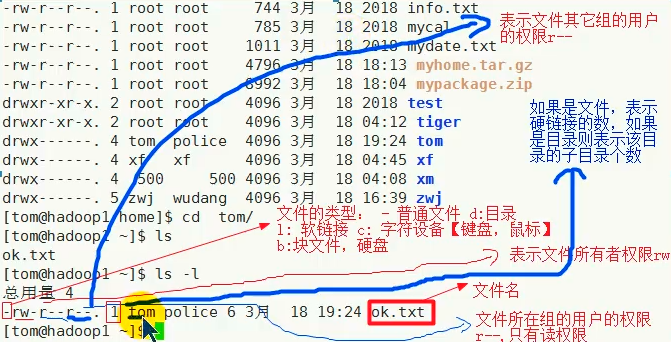 -rw-r--r--. 1 root root 744 3月 18 2018 info.txt
-rw-r--r--. 1 root root 785 3月 18 2018 mycal
-rw-r--r--. 1 root root 1011 3月 18 2018 mydate.txt
-rw-r--r--. 1 root root 4796 3月 18 18:13 myhome.tar.gz
-rw-r--r--. 1 root root 8992 3月 18 18:04 mypackage.zip
drwxr-xr-x. 2 root root 4096 3月 18 2018 test
drwxr-xr-x. 2 root root 4096 3月 18 04:12 tiger
drwx------. 4 tom police 4096 3月 18 19:24 tom
drwx------. 4 xf xf 4096 3月 18 04:45 xf
drwx------. 4 500 500 4096 3月 18 04:08 xm
drwx------. 5 zwj wudang 4096 3月 18 16:39 zwj
[tom@hadoop1 home]$ cd tom/
[tom@hadoop1 ~]$ ls
ok.txt
[tom@hadoop1 ~]$ ls -l
总用量 4
-rw-r--r--. 1 tom police 6 3月 18 19:24 ok.txt
[tom@hadoop1 ~]$
表示文件其它组的用户
的权限r--
如果是文件，表示
硬链接的数，如果
是目录则表示该目
录的子目录个数
文件的类型： - 普通文件 d:目录
l: 软链接 c: 字符设备【键盘，鼠标】
b:块文件，硬盘
表示文件所有者权限rw
文件名
文件所在组的用户的权限
r--,只有读权限